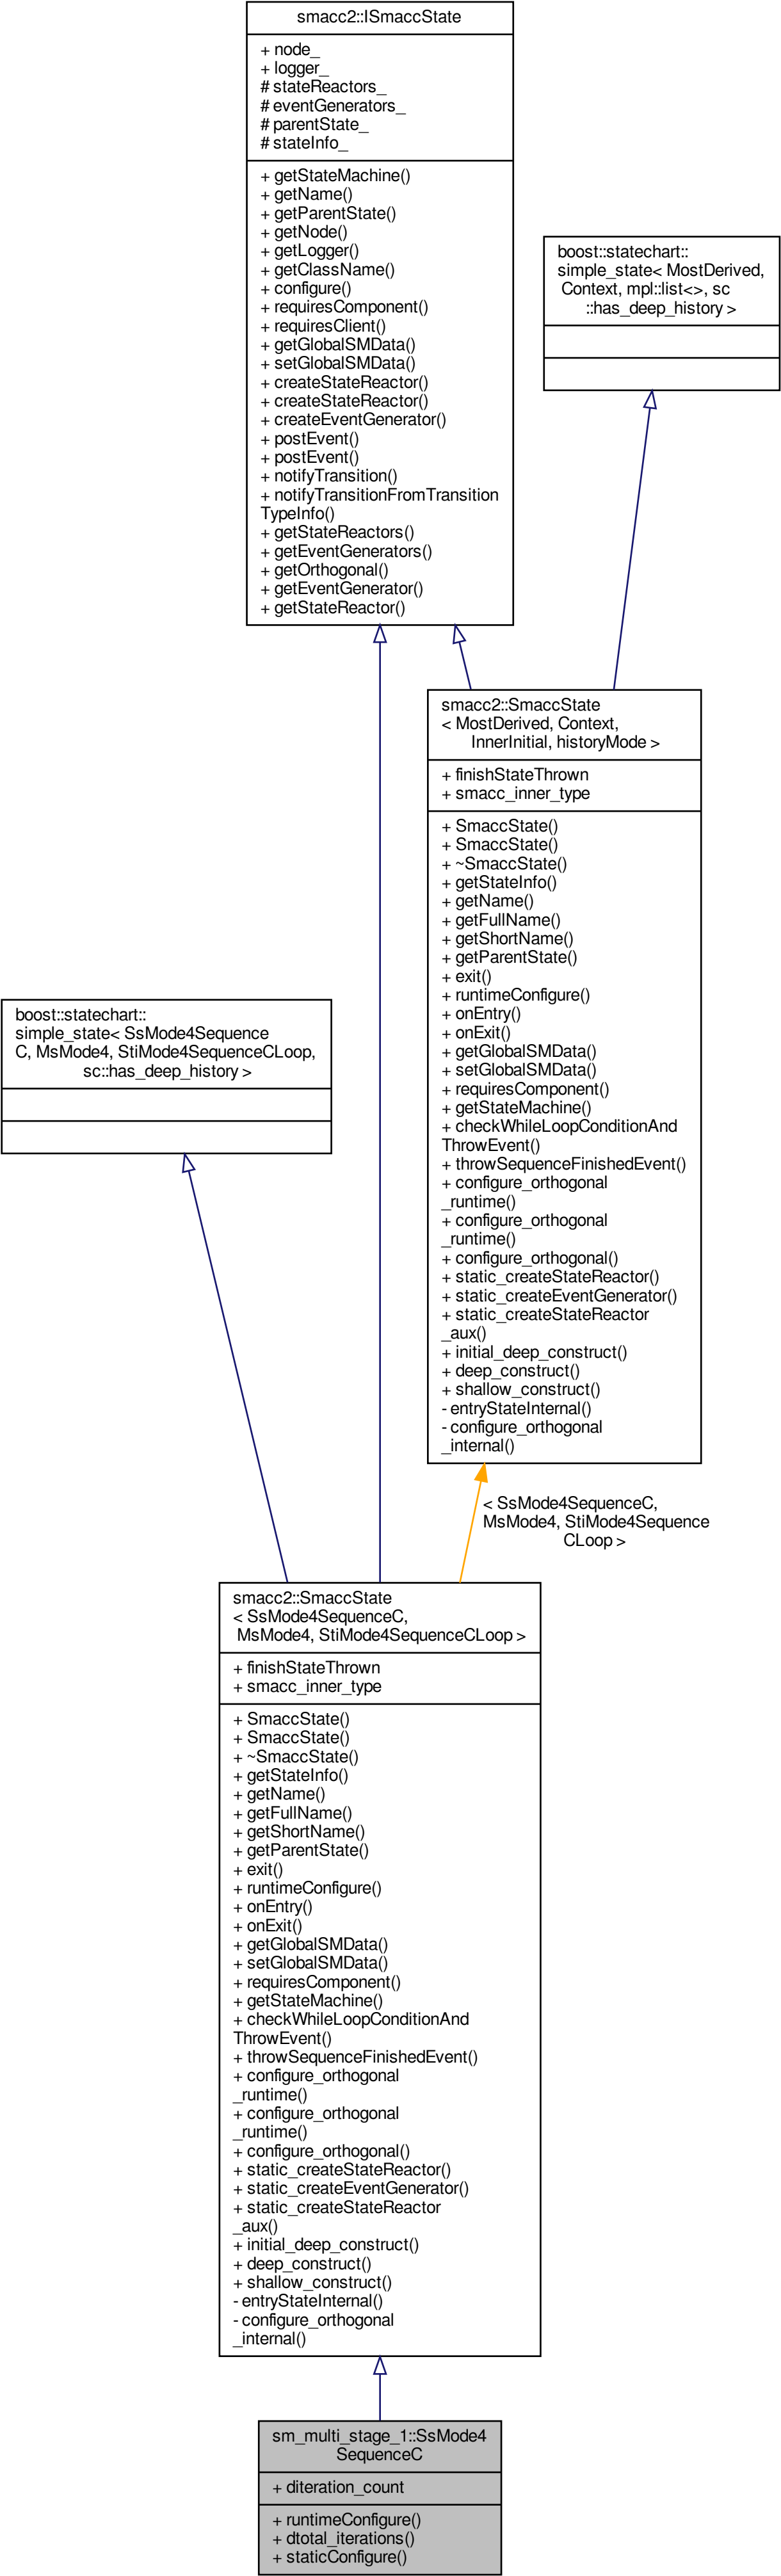 smacc2::ISmaccState
+ node_
+ logger_
# stateReactors_
# eventGenerators_
# parentState_
# stateInfo_
+ getStateMachine()
+ getName()
+ getParentState()
+ getNode()
+ getLogger()
+ getClassName()
+ configure()
+ requiresComponent()
+ requiresClient()
+ getGlobalSMData()
+ setGlobalSMData()
+ createStateReactor()
+ createStateReactor()
+ createEventGenerator()
+ postEvent()
+ postEvent()
+ notifyTransition()
+ notifyTransitionFromTransition
TypeInfo()
+ getStateReactors()
+ getEventGenerators()
+ getOrthogonal()
+ getEventGenerator()
+ getStateReactor()
boost::statechart::
simple_state< MostDerived,
Context, mpl::list<>, sc
::has_deep_history >
smacc2::SmaccState
< MostDerived, Context,
InnerInitial, historyMode >
+ finishStateThrown
+ smacc_inner_type
+ SmaccState()
+ SmaccState()
+ ~SmaccState()
+ getStateInfo()
+ getName()
+ getFullName()
+ getShortName()
+ getParentState()
+ exit()
+ runtimeConfigure()
+ onEntry()
+ onExit()
+ getGlobalSMData()
+ setGlobalSMData()
+ requiresComponent()
+ getStateMachine()
+ checkWhileLoopConditionAnd
ThrowEvent()
+ throwSequenceFinishedEvent()
+ configure_orthogonal
_runtime()
+ configure_orthogonal
_runtime()
+ configure_orthogonal()
+ static_createStateReactor()
+ static_createEventGenerator()
+ static_createStateReactor
_aux()
+ initial_deep_construct()
+ deep_construct()
+ shallow_construct()
- entryStateInternal()
- configure_orthogonal
_internal()
boost::statechart::
simple_state< SsMode4Sequence
C, MsMode4, StiMode4SequenceCLoop,
sc::has_deep_history >
< SsMode4SequenceC,
MsMode4, StiMode4Sequence
CLoop >
smacc2::SmaccState
< SsMode4SequenceC,
MsMode4, StiMode4SequenceCLoop >
+ finishStateThrown
+ smacc_inner_type
+ SmaccState()
+ SmaccState()
+ ~SmaccState()
+ getStateInfo()
+ getName()
+ getFullName()
+ getShortName()
+ getParentState()
+ exit()
+ runtimeConfigure()
+ onEntry()
+ onExit()
+ getGlobalSMData()
+ setGlobalSMData()
+ requiresComponent()
+ getStateMachine()
+ checkWhileLoopConditionAnd
ThrowEvent()
+ throwSequenceFinishedEvent()
+ configure_orthogonal
_runtime()
+ configure_orthogonal
_runtime()
+ configure_orthogonal()
+ static_createStateReactor()
+ static_createEventGenerator()
+ static_createStateReactor
_aux()
+ initial_deep_construct()
+ deep_construct()
+ shallow_construct()
- entryStateInternal()
- configure_orthogonal
_internal()
sm_multi_stage_1::SsMode4
SequenceC
+ diteration_count
+ runtimeConfigure()
+ dtotal_iterations()
+ staticConfigure()